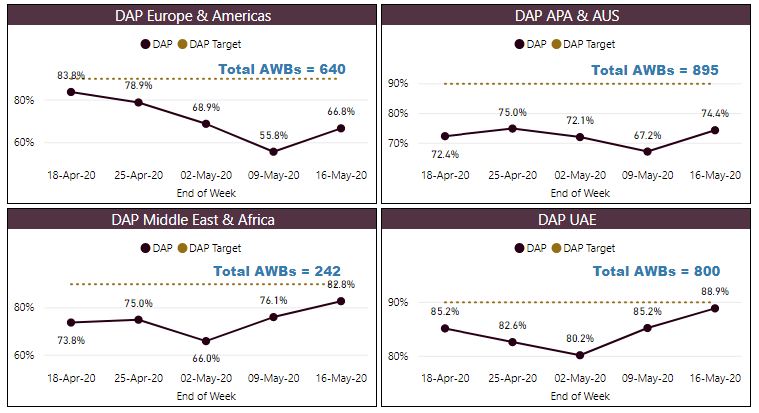 DAP Europe & Americas
DAP DAP Target
Total AWBs = 640
83.8%
78.9%
68.9%
55.8%
66.8%
80%
60%
18-Apr-20 25-Apr-20 02-May-20 09-May-20 16-May-20
End of Week
DAP APA & AUS
DAP DAP Target
Total AWBs = 895
90%
80%
70%
72.4%
75.0%
72.1%
67.2%
74.4%
18-Apr-20 25-Apr-20 02-May-20 09-May-20 16-May-20
End of Week
DAP Middle East & Africa
DAP DAP Target
Total AWBs = 242
80%
60%
73.8%
75.0%
66.0%
76.1%
82.8%
18-Apr-20 25-Apr-20 02-May-20 09-May-20 16-May-20
End of Week
DAP UAE
DAP DAP Target
Total AWBs = 800
90%
80%
85.2%
82.6%
80.2%
85.2%
88.9%
18-Apr-20 25-Apr-20 02-May-20 09-May-20 16-May-20
End of Week